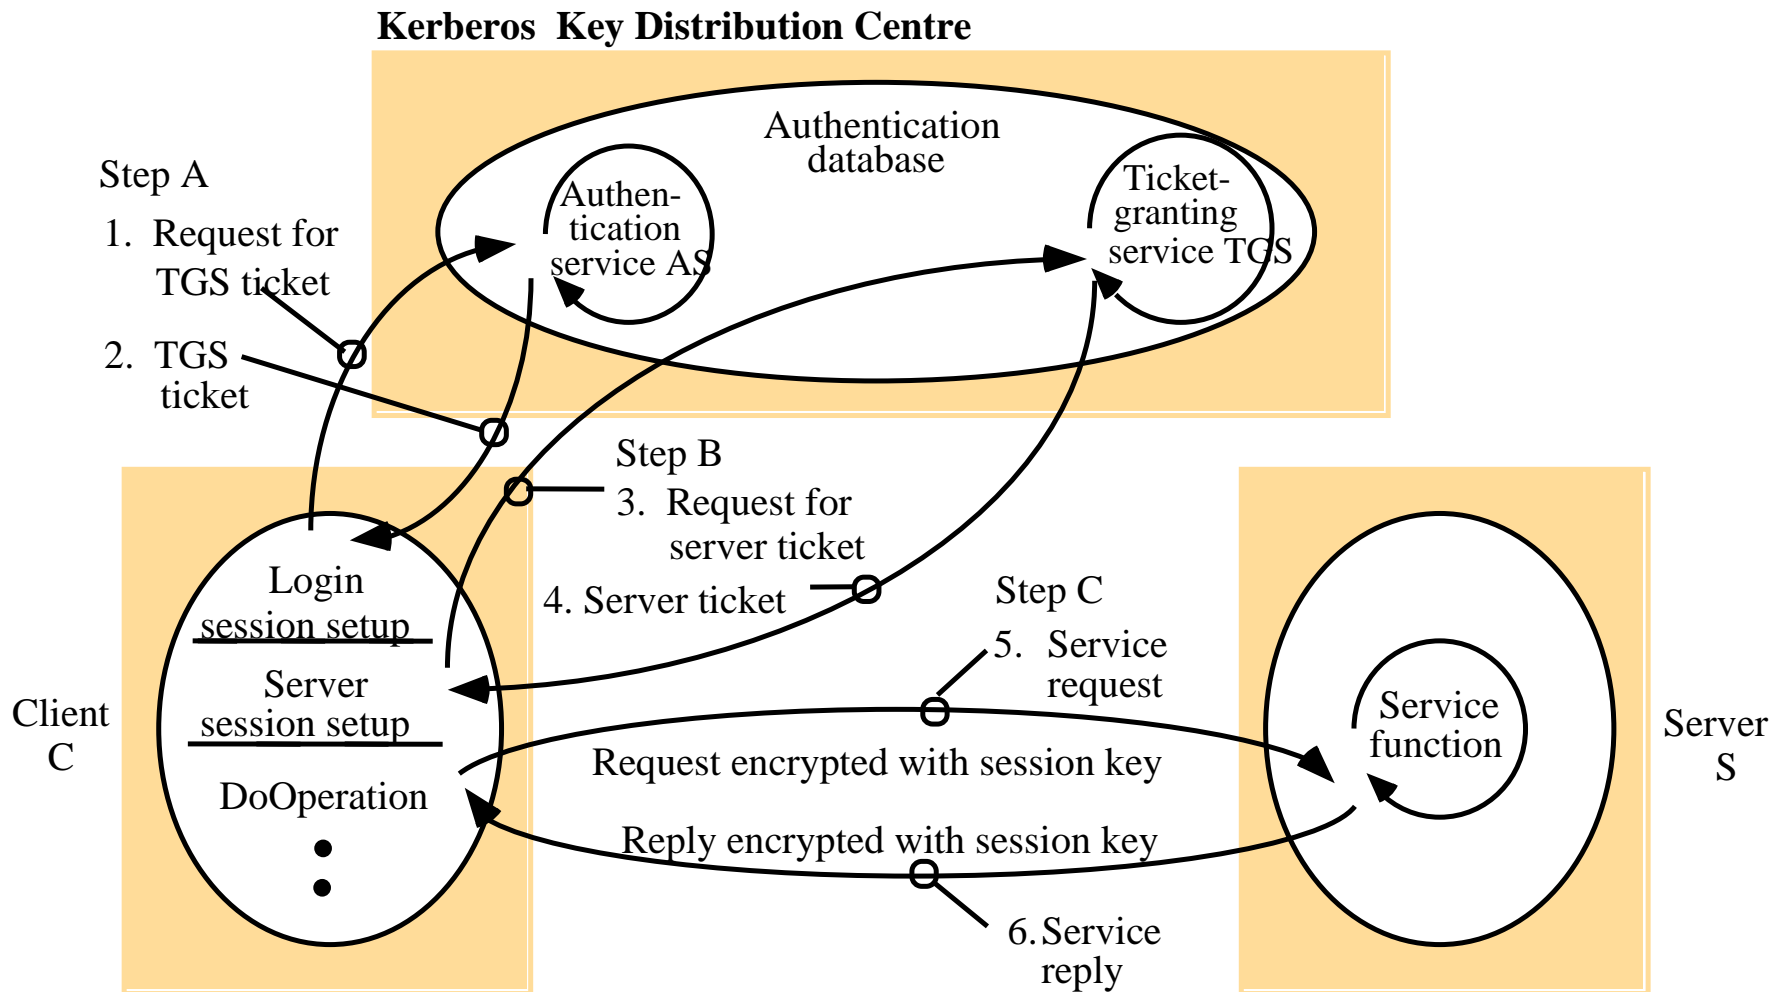 Kerberos Key Distribution Centre
Authentication
database
Authen-
tication
service AS
Ticket-
granting
service TGS
Step A
1. Request for
TGS ticket
2. TGS
ticket
Step B
3. Request for
server ticket
4. Server ticket
Step C
5. Service
request
Login
session setup
Server
session setup
DoOperation
Client
C
Request encrypted with session key
Reply encrypted with session key
Service
function
Server
S
6. Service
reply